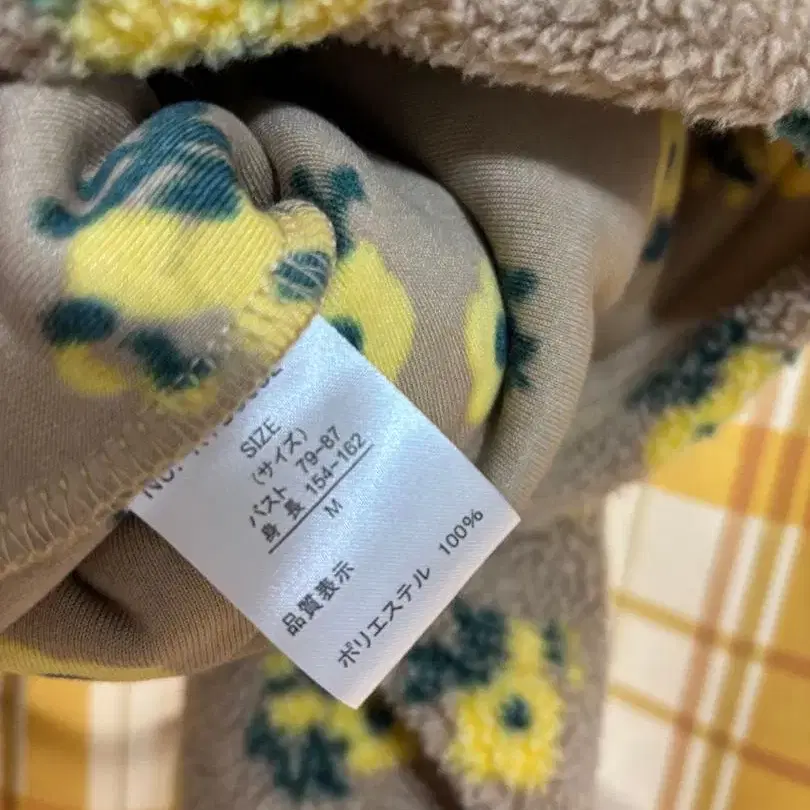 SIZE
(サイズ)
バスト 79-87
身 長 154-162
M
品質表示
ポリエステル 100%